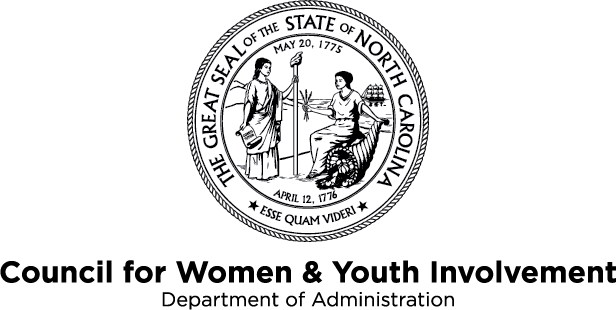 THE GREAT SEAL OF THE STATE OF NORTH CAROLINA
MAY 20, 1775
APRIL 12, 1776
★ ESSE QUAM VIDERI ★
Council for Women & Youth Involvement
Department of Administration